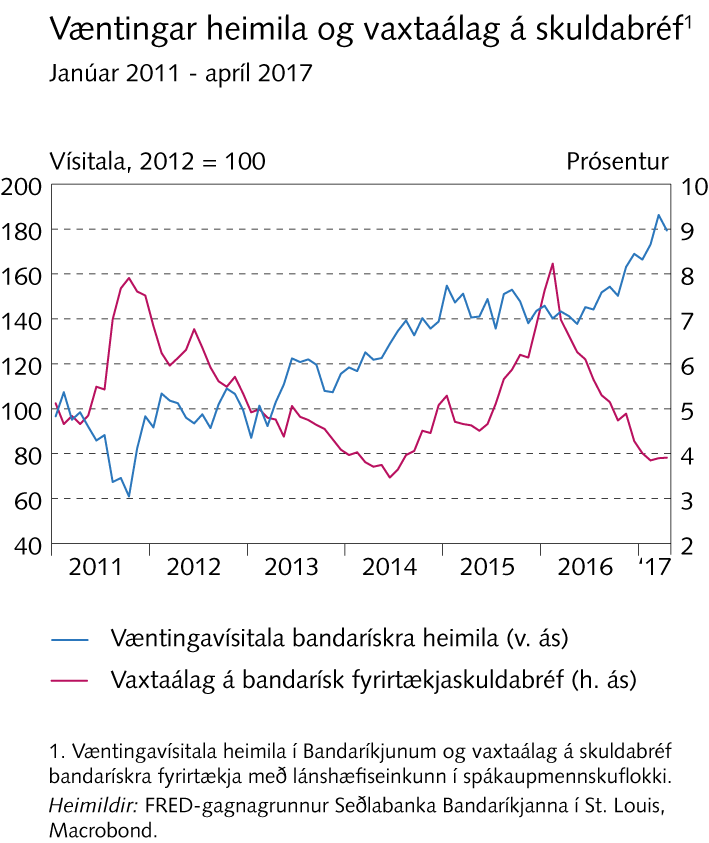 Væntingar heimila og vaxtaálag á skuldabréf¹
Janúar 2011 - apríl 2017
Vísitala, 2012 = 100 Prósentur
200 10
180 9
160 8
140 7
120 6
100 5
80 4
60 3
40 2
2011 2012 2013 2014 2015 2016 ‘17
Væntingavísitala bandarískra heimila (v. ás)
Vaxtaálag á bandarísk fyrirtækjaskuldabréf (h. ás)
1. Væntingavísitala heimila í Bandaríkjunum og vaxtaálag á skuldabréf
bandarískra fyrirtækja með lánshæfiseinkunn í spákaupmennskuflokki.
Heimildir: FRED-gagnagrunnur Seðlabanka Bandaríkjanna í St. Louis,
Macrobond.